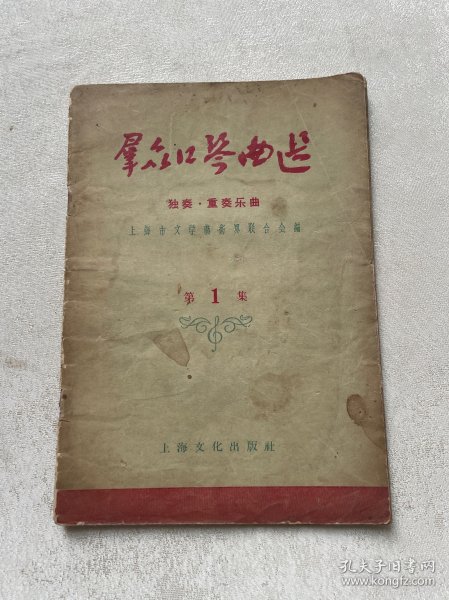 羣众口琴曲选
独奏·重奏乐曲
上海市文学艺术界联合会编
第1集
上海文化出版社
孔夫子旧书网
www.kongfz.com